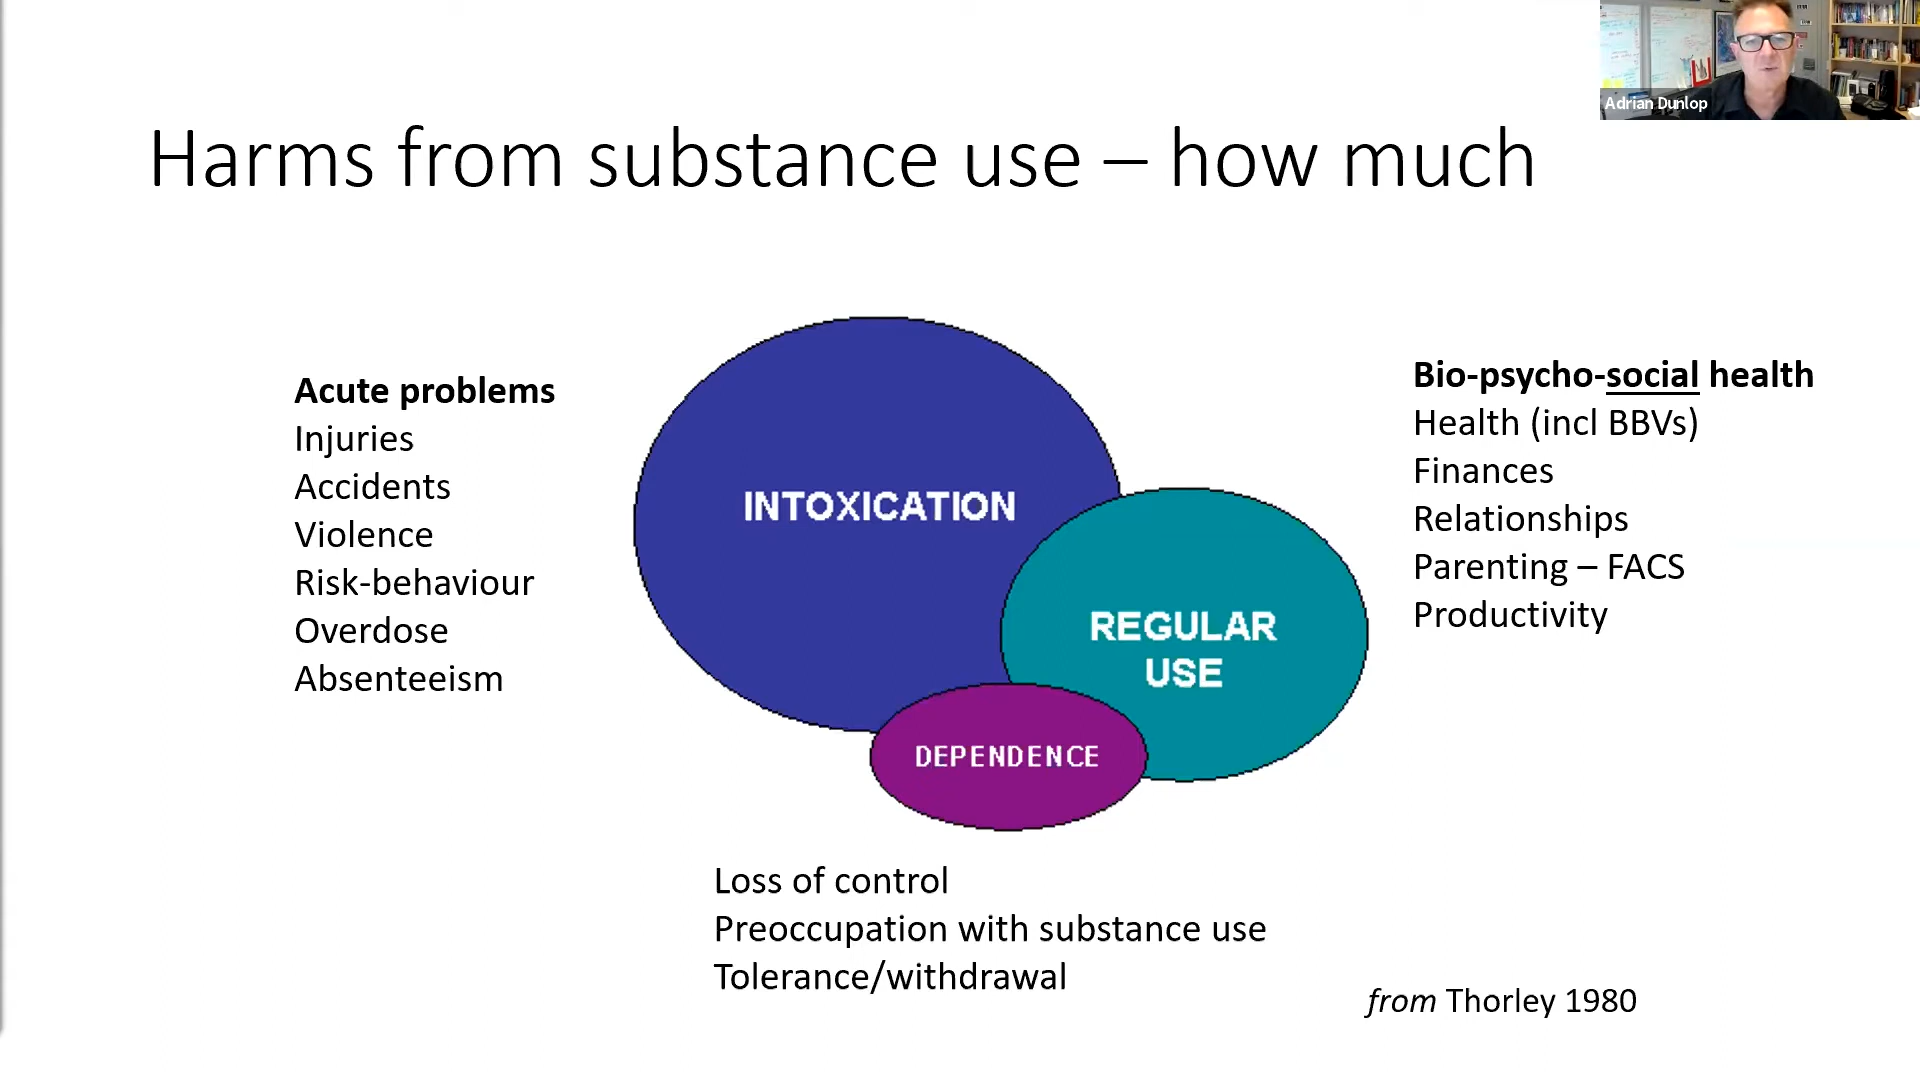 Adrian Dunlop
Harms from substance use – how much
Acute problems
Injuries
Accidents
Violence
Risk-behaviour
Overdose
Absenteeism
INTOXICATION
REGULAR
USE
DEPENDENCE
Bio-psycho-social health
Health (incl BBVs)
Finances
Relationships
Parenting – FACS
Productivity
Loss of control
Preoccupation with substance use
Tolerance/withdrawal
from Thorley 1980